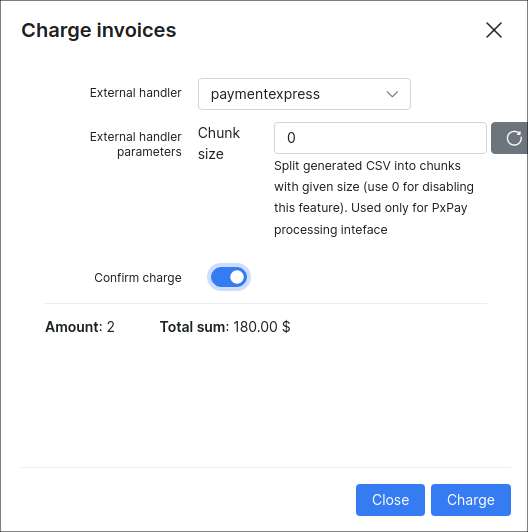 Charge invoices
External handler
paymentexpress
External handler
parameters
Chunk
size
0
Split generated CSV into chunks
with given size (use 0 for disabling
this feature). Used only for PxPay
processing inteface
Confirm charge
Amount: 2 Total sum: 180.00 $
Close Charge